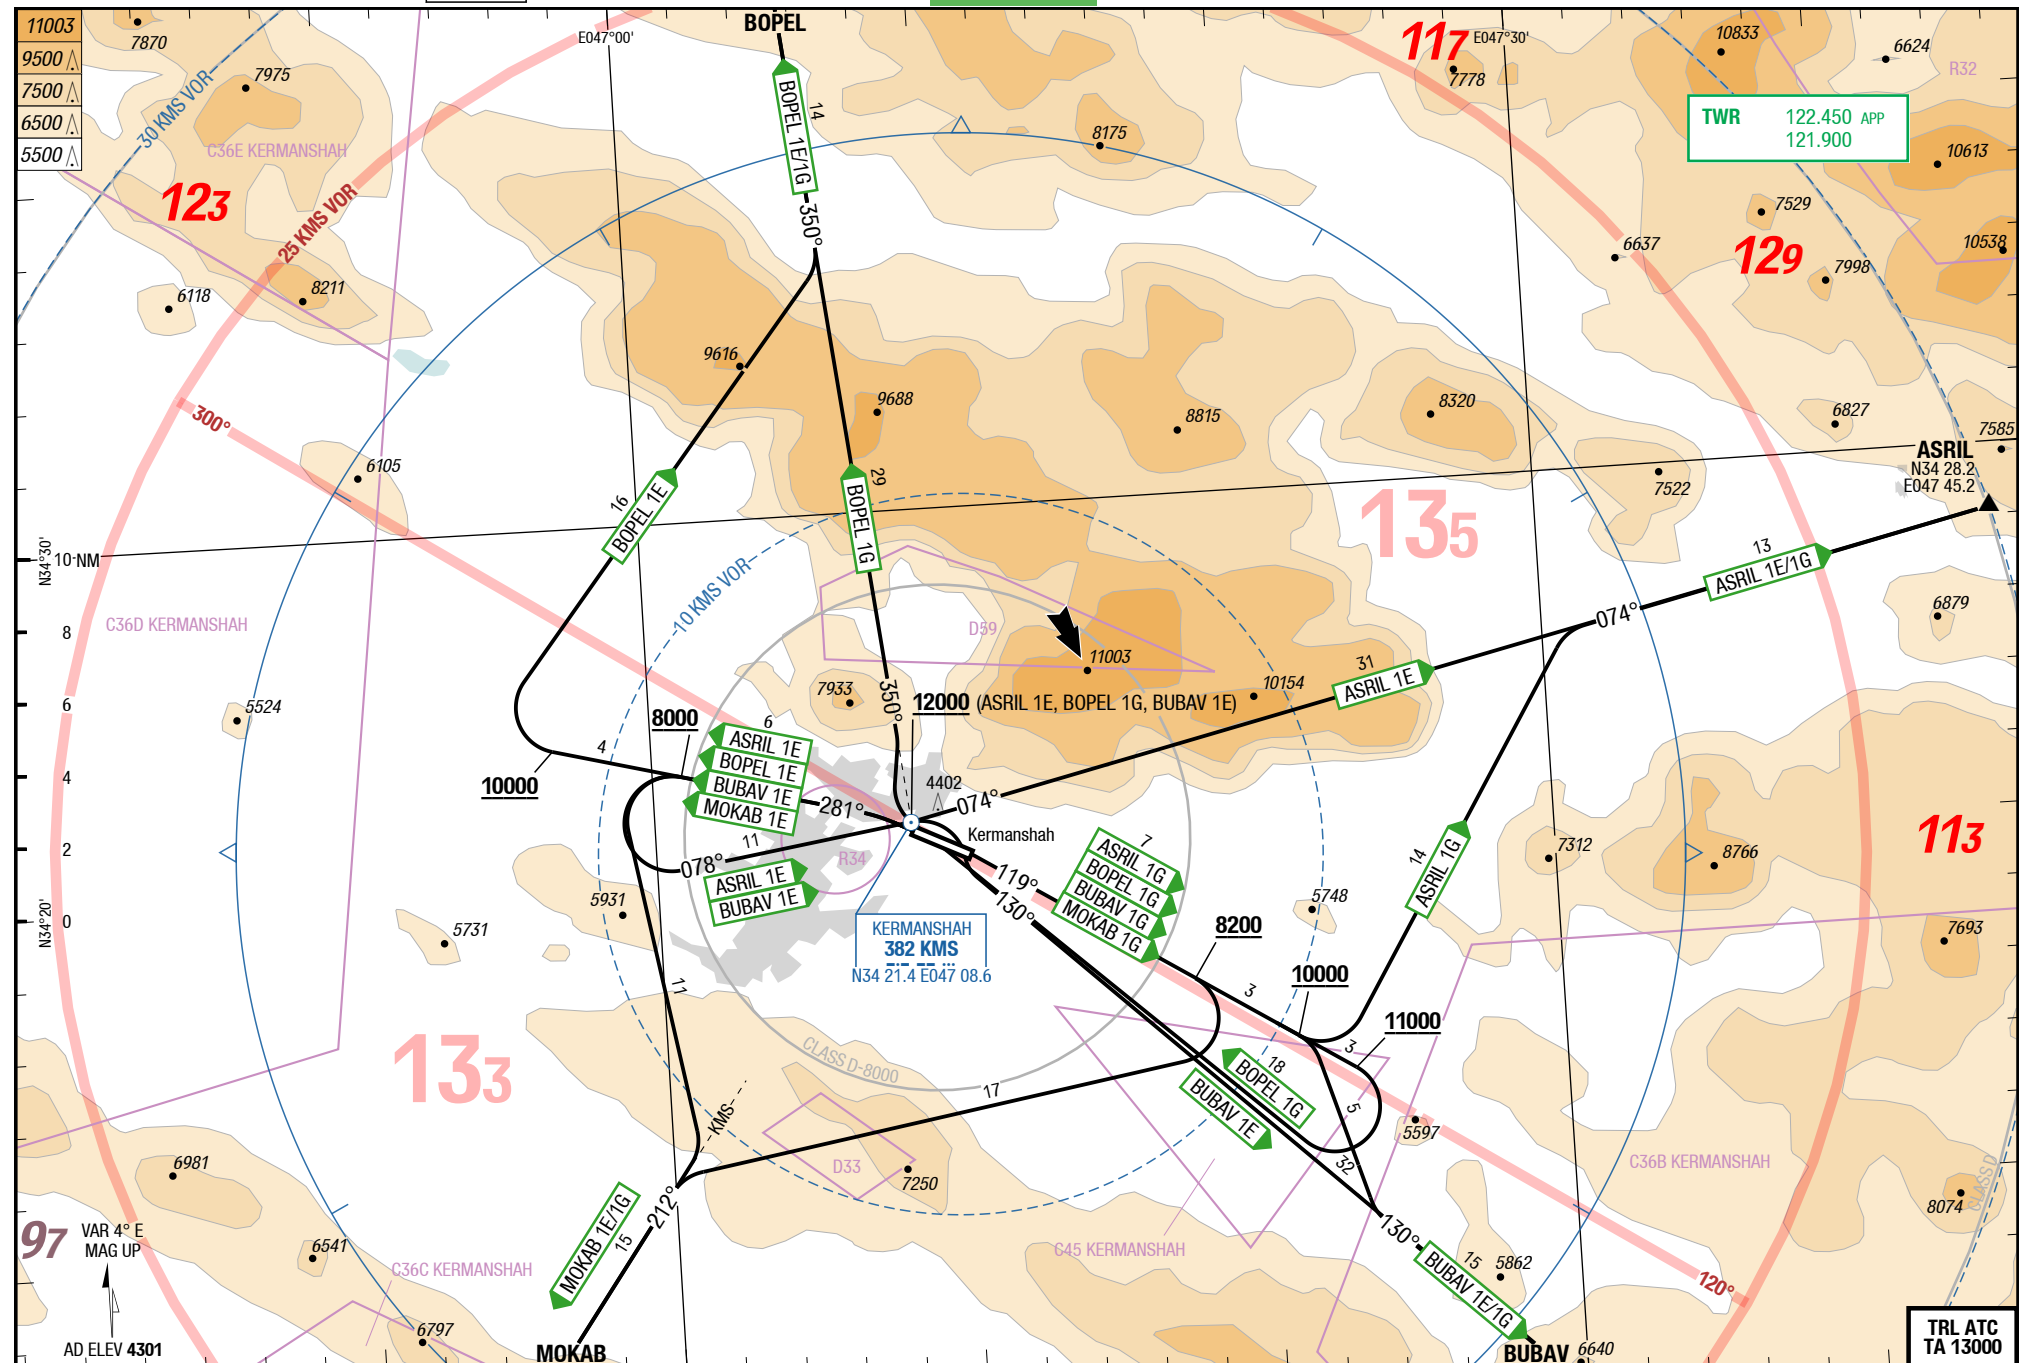 11003
9500
7500
6500
5500
7870
7975
30 KMS VOR
C36E KERMANSHAH
123
25 KMS VOR
6118
8211
E047°00'
BOPEL
BOPEL 1E/1G
14
350°
8175
117
7778
E047°30'
10833
6624
R32
TWR 122.450 APP
121.900
10613
7529
129
6637
7998
10538
9616
9688
8815
8320
6827
7585
ASRIL
N34 28.2
E047 45.2
7522
300°
6105
16
BOPEL 1E
29
BOPEL 1G
135
N34°30'
10 NM
8
6
4
2
0
N34°20'
10 KMS VOR
C36D KERMANSHAH
D59
11003
13
ASRIL 1E/1G
074°
6879
5524
7933
350°
12000 (ASRIL 1E, BOPEL 1G, BUBAV 1E)
10154
31
ASRIL 1E
8000
6
ASRIL 1E
BOPEL 1E
BUBAV 1E
MOKAB 1E
4
10000
281°
4402
074°
Kermanshah
11
078°
R34
ASRIL 1E
BUBAV 1E
119°
130°
7
ASRIL 1G
BOPEL 1G
BUBAV 1G
MOKAB 1G
14
ASRIL 1G
7312
8766
113
5931
5731
KERMANSHAH
382 KMS
N34 21.4 E047 08.6
8200
5748
7693
3
10000
11000
3
11
133
CLASS D-8000
17
18
BOPEL 1G
BUBAV 1E
5
32
5597
KMS
D33
7250
C36B KERMANSHAH
8074
CLASS D
6981
212°
MOKAB 1E/1G
15
97
VAR 4° E
MAG UP
6541
C36C KERMANSHAH
C45 KERMANSHAH
130°
15
BUBAV 1E/1G
5862
120°
AD ELEV 4301
6797
MOKAB
BUBAV
6640
TRL ATC
TA 13000